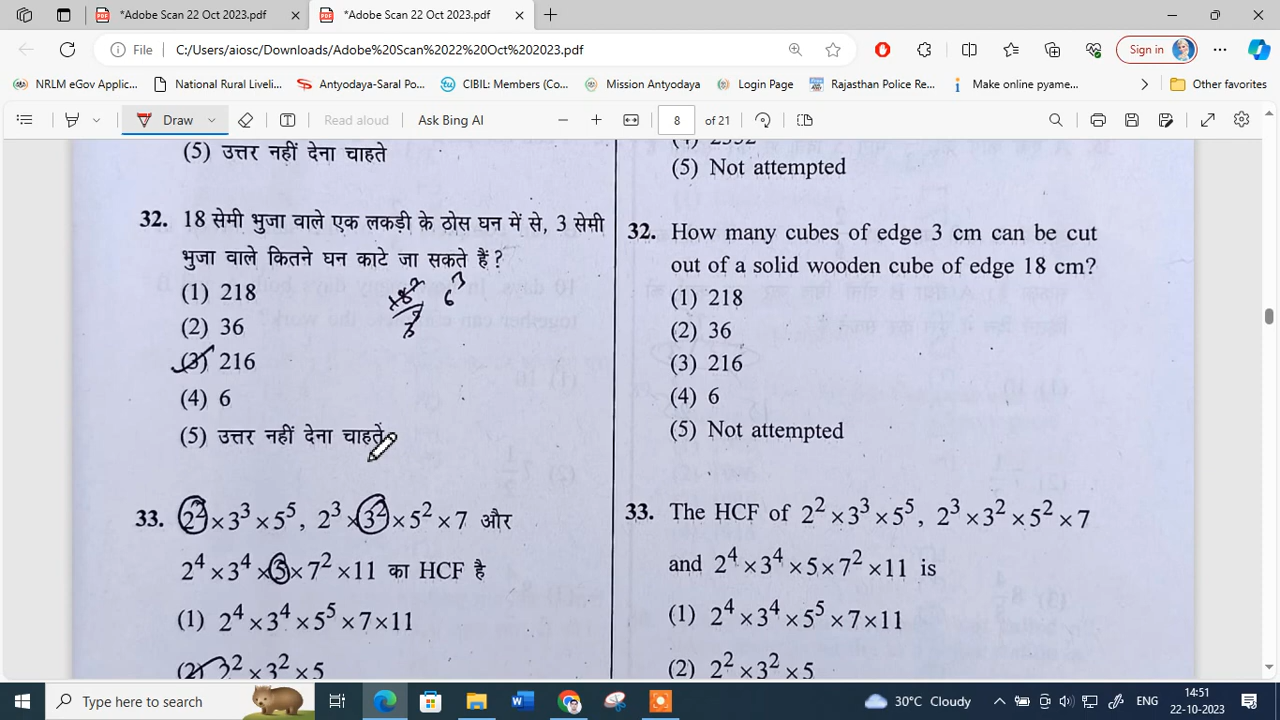 *Adobe Scan 22 Oct 2023.pdf
*Adobe Scan 22 Oct 2023.pdf
File
C:/Users/aiosc/Downloads/Adobe%20Scan%2022%20Oct%202023.pdf
Sign in
NRLM eGov Applic...
National Rural Liveli...
Antyodaya-Saral Po...
CIBIL: Members (Co...
Mission Antyodaya
Login Page
Rajasthan Police Re...
Make online pyame...
Other favorites
Draw
Read aloud
Ask Bing AI
8
of 21
(5) उत्तर नहीं देना चाहते
32. 18 सेमी भुजा वाले एक लकड़ी के ठोस घन में से, 3 सेमी
भुजा वाले कितने घन काटे जा सकते हैं ?
(1) 218
(2) 36
(3) 216
(4) 6
(5) उत्तर नहीं देना चाहते
33. 2² × 3³ × 5⁵, 2³ × 3² × 5² × 7 और
2⁴ × 3⁴ × 5 × 7² × 11 का HCF है
(1) 2⁴ × 3⁴ × 5⁵ × 7 × 11
(2) 2² × 3² × 5
(5) Not attempted
32. How many cubes of edge 3 cm can be cut
out of a solid wooden cube of edge 18 cm?
(1) 218
(2) 36
(3) 216
(4) 6
(5) Not attempted
33. The HCF of 2² × 3³ × 5⁵, 2³ × 3² × 5² × 7
and 2⁴ × 3⁴ × 5 × 7² × 11 is
(1) 2⁴ × 3⁴ × 5⁵ × 7 × 11
(2) 2² × 3² × 5
Type here to search
30°C Cloudy
ENG
14:51
22-10-2023